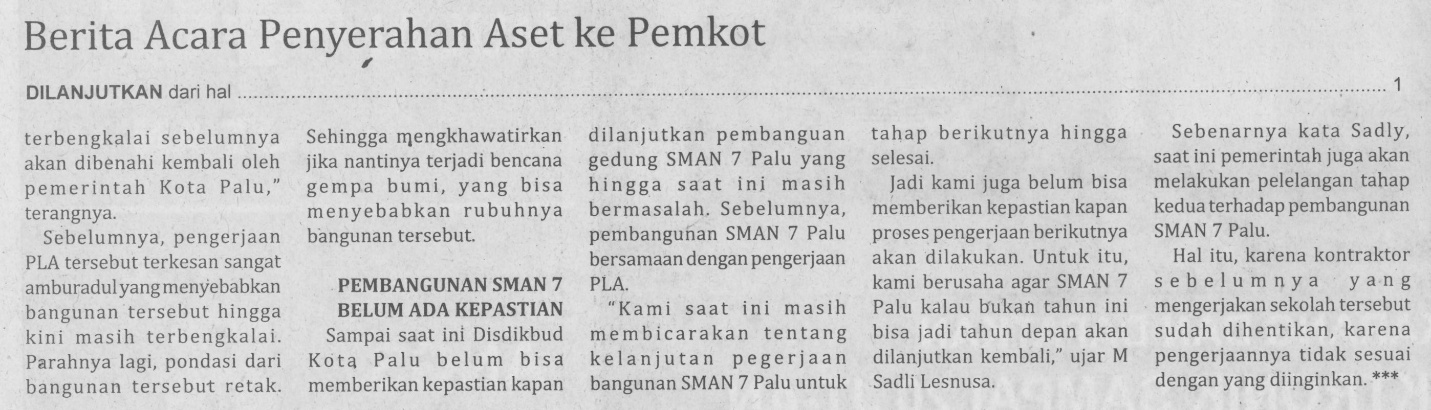 Berita Acara Penyerahan Aset ke Pemkot
DILANJUTKAN dari hal ........ 1
terbengkalai sebelumnya
akan dibenahi kembali oleh
pemerintah Kota Palu,”
terangnya.
Sebelumnya, pengerjaan
PLA tersebut terkesan sangat
amburadul yang menyebabkan
bangunan tersebut hingga
kini masih terbengkalai.
Parahnya lagi, pondasi dari
bangunan tersebut retak.
Sehingga mengkhawatirkan
jika nantinya terjadi bencana
gempa bumi, yang bisa
menyebabkan rubuhnya
bangunan tersebut.
PEMBANGUNAN SMAN 7
BELUM ADA KEPASTIAN
Sampai saat ini Disdikbud
Kota Palu belum bisa
memberikan kepastian kapan
dilanjutkan pembanguan
gedung SMAN 7 Palu yang
hingga saat ini masih
bermasalah. Sebelumnya,
pembangunan SMAN 7 Palu
bersamaan dengan pengerjaan
PLA.
“Kami saat ini masih
membicarakan tentang
kelanjutan pegerjaan
bangunan SMAN 7 Palu untuk
tahap berikutnya hingga
selesai.
Jadi kami juga belum bisa
memberikan kepastian kapan
proses pengerjaan berikutnya
akan dilakukan. Untuk itu,
kami berusaha agar SMAN 7
Palu kalau bukan tahun ini
bisa jadi tahun depan akan
dilanjutkan kembali,” ujar M
Sadli Lesnusa.
Sebenarnya kata Sadly,
saat ini pemerintah juga akan
melakukan pelelangan tahap
kedua terhadap pembangunan
SMAN 7 Palu.
Hal itu, karena kontraktor
sebelumnya yang
mengerjakan sekolah tersebut
sudah dihentikan, karena
pengerjaannya tidak sesuai
dengan yang diinginkan. ***